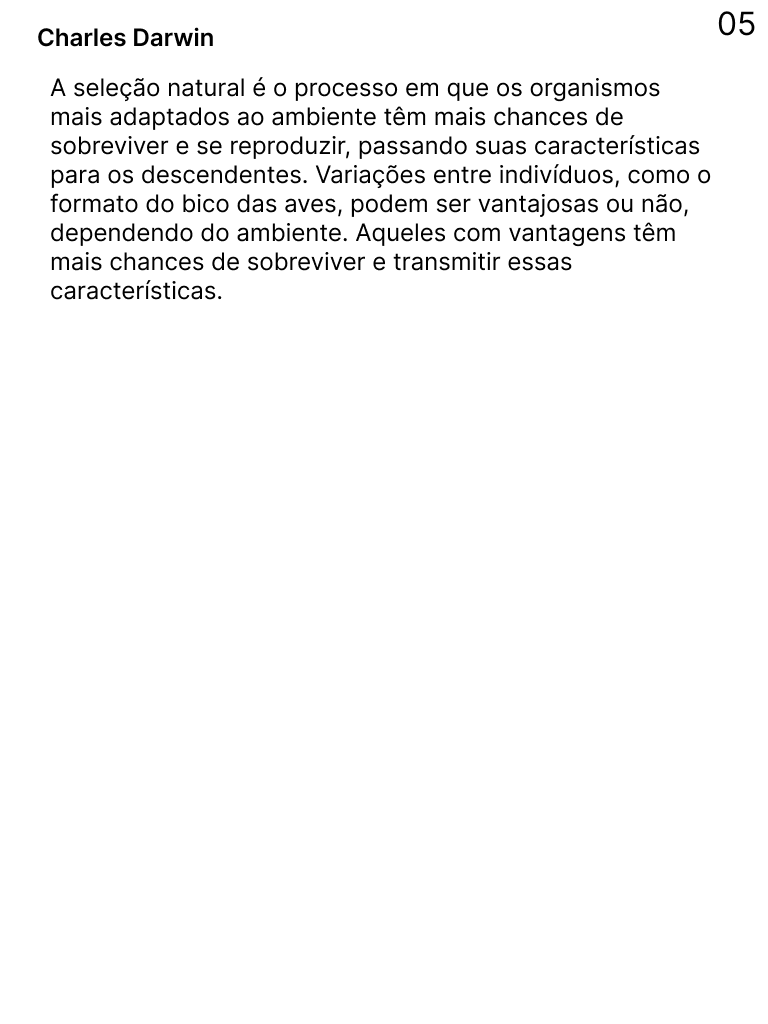 05
Charles Darwin
A seleção natural é o processo em que os organismos
mais adaptados ao ambiente têm mais chances de
sobreviver e se reproduzir, passando suas características
para os descendentes. Variações entre indivíduos, como o
formato do bico das aves, podem ser vantajosas ou não,
dependendo do ambiente. Aqueles com vantagens têm
mais chances de sobreviver e transmitir essas
características.